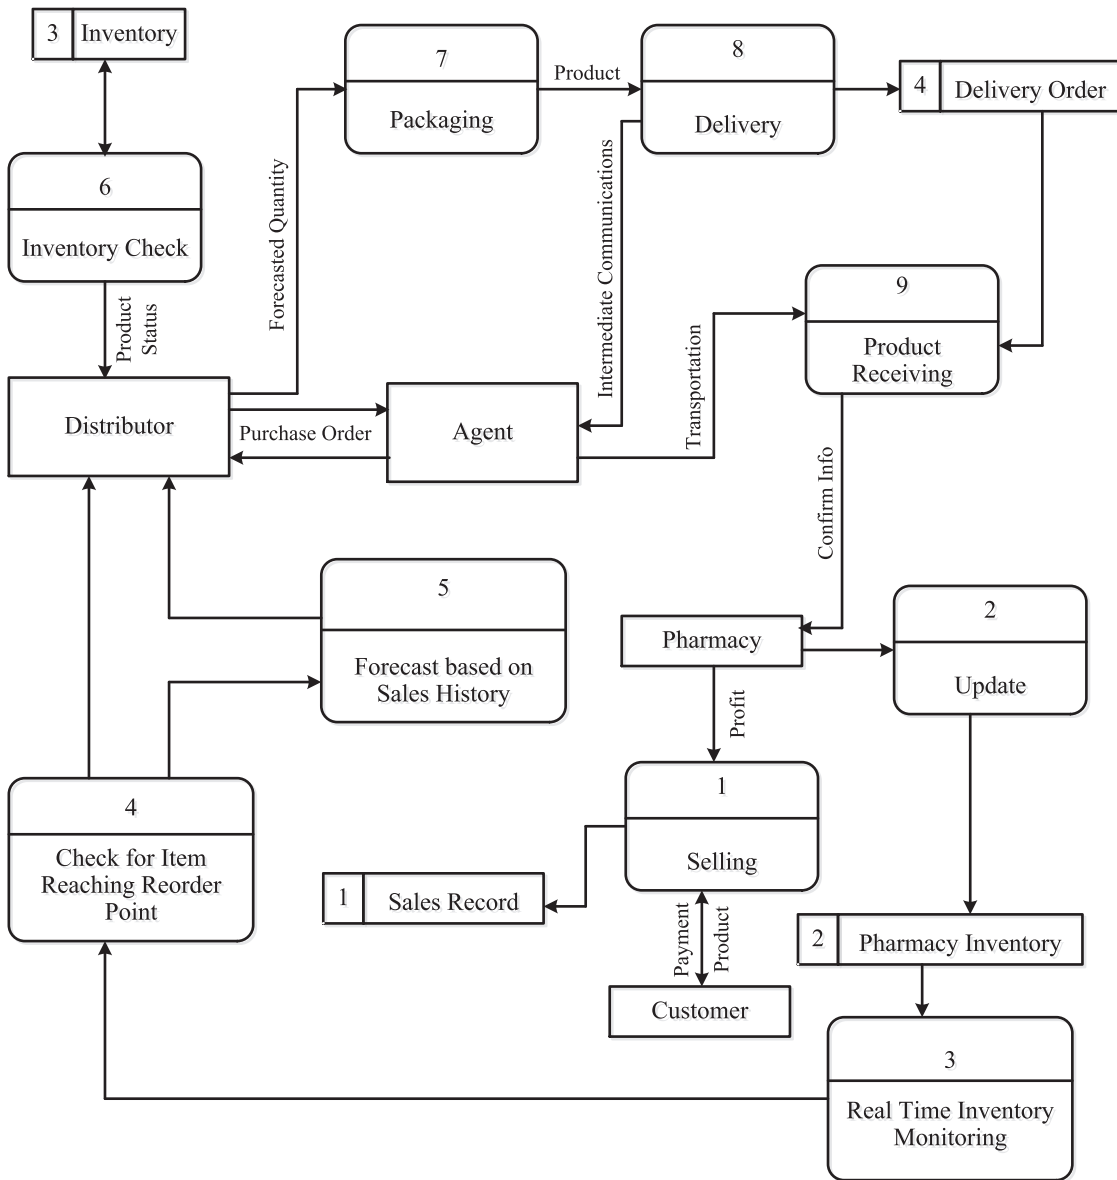 3 Inventory
7
Packaging
Product
8
Delivery
4 Delivery Order
6
Inventory Check
Product
Status
Forecasted Quantity
Intermediate Communications
Transportation
9
Product
Receiving
Distributor
Purchase Order
Agent
Confirm Info
5
Forecast based on
Sales History
Pharmacy
2
Update
Profit
4
Check for Item
Reaching Reorder
Point
1
Selling
1 Sales Record
Payment
Product
Customer
2 Pharmacy Inventory
3
Real Time Inventory
Monitoring